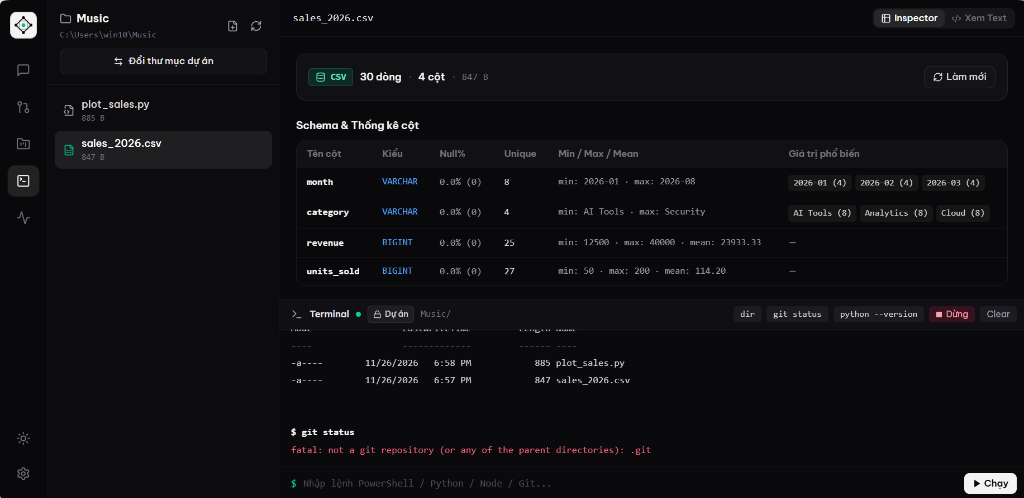 Music
C:\Users\win10\Music
Đổi thư mục dự án
plot_sales.py
885 B
sales_2026.csv
847 B
sales_2026.csv
Inspector
Xem Text
CSV 30 dòng · 4 cột · 847 B
Làm mới
Schema & Thống kê cột
Tên cột Kiểu Null% Unique Min / Max / Mean Giá trị phổ biến
month VARCHAR 0.0% (0) 8 min: 2026-01 · max: 2026-08 2026-01 (4) 2026-02 (4) 2026-03 (4)
category VARCHAR 0.0% (0) 4 min: AI Tools · max: Security AI Tools (8) Analytics (8) Cloud (8)
revenue BIGINT 0.0% (0) 25 min: 12500 · max: 40000 · mean: 23933.33 —
units_sold BIGINT 0.0% (0) 27 min: 50 · max: 200 · mean: 114.20 —
Terminal Dự án Music/ dir git status python --version Dừng Clear
---- ------------- ------ ----
-a---- 11/26/2026 6:58 PM 885 plot_sales.py
-a---- 11/26/2026 6:57 PM 847 sales_2026.csv
$ git status
fatal: not a git repository (or any of the parent directories): .git
$ Nhập lệnh PowerShell / Python / Node / Git...
Chạy